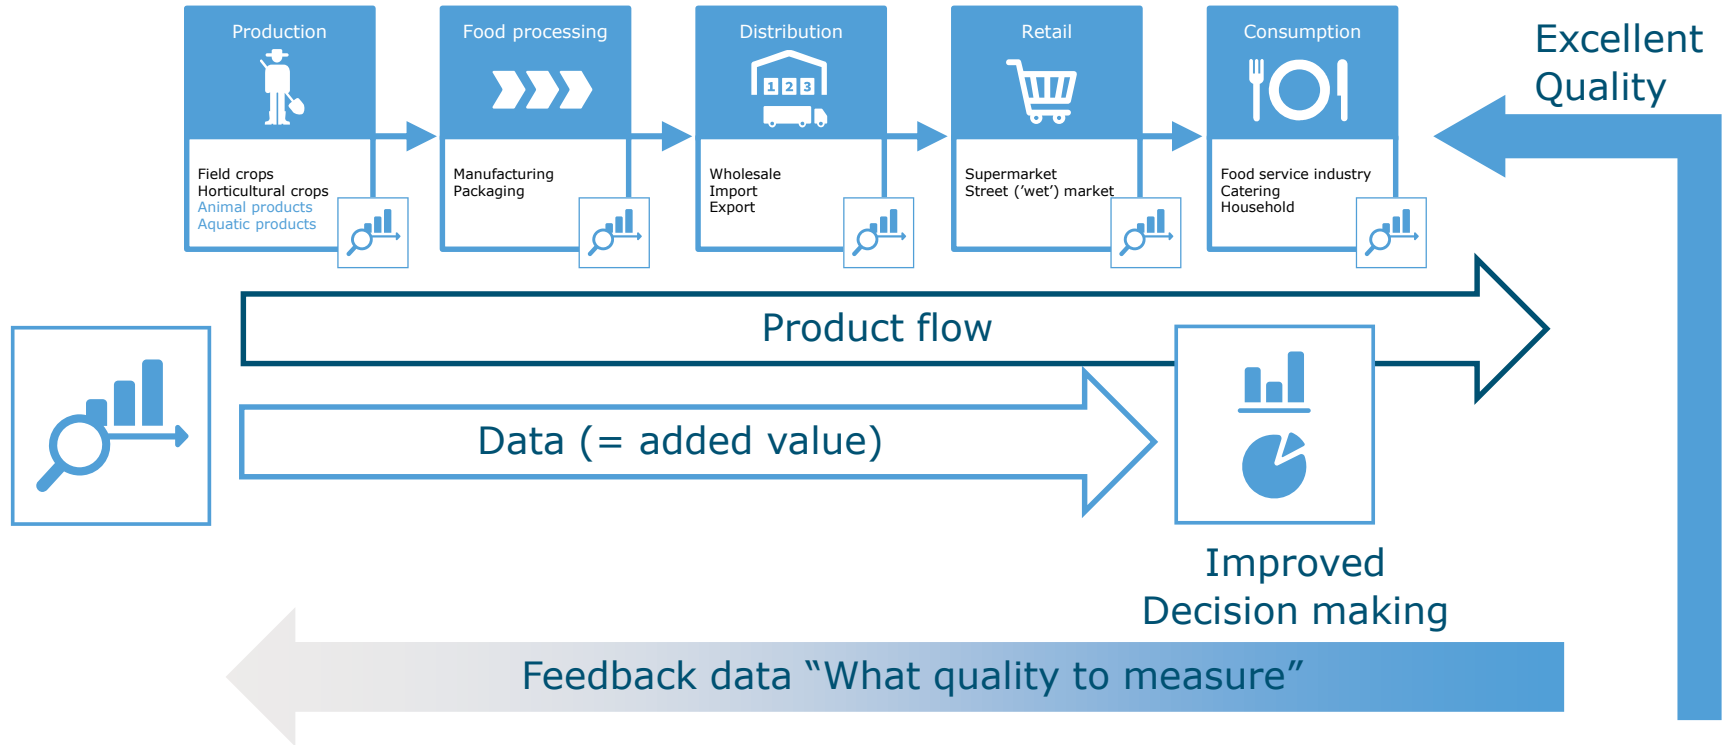 Production
Food processing
Distribution
Retail
Consumption
Excellent
Quality
1 2 3
Field crops
Horticultural crops
Animal products
Aquatic products
Manufacturing
Packaging
Wholesale
Import
Export
Supermarket
Street (’wet’) market
Food service industry
Catering
Household
Product flow
Data (= added value)
Improved
Decision making
Feedback data “What quality to measure”